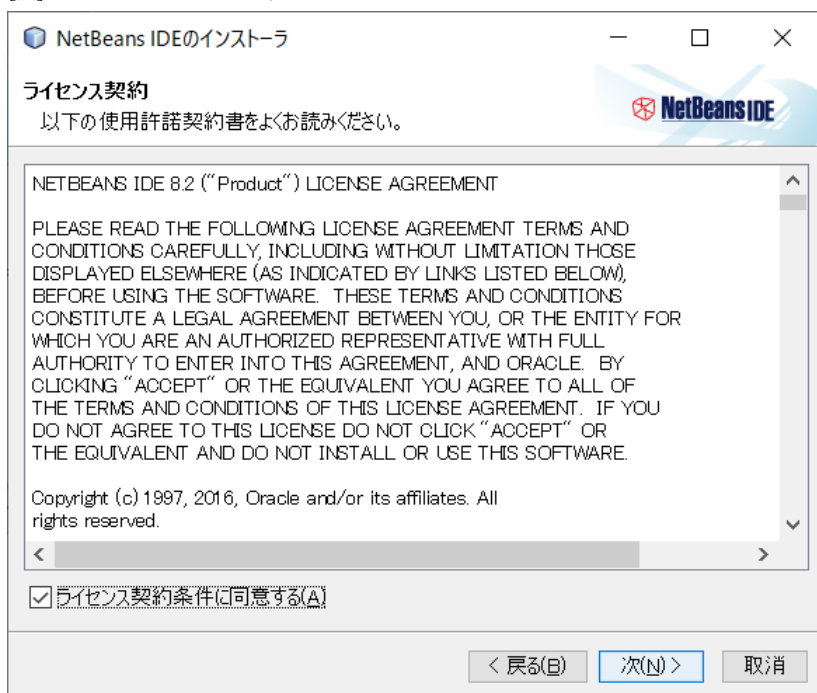 NetBeans IDEのインストーラ
ライセンス契約
以下の使用許諾契約書をよくお読みください。
NetBeans IDE
NETBEANS IDE 8.2 ("Product") LICENSE AGREEMENT
PLEASE READ THE FOLLOWING LICENSE AGREEMENT TERMS AND
CONDITIONS CAREFULLY, INCLUDING WITHOUT LIMITATION THOSE
DISPLAYED ELSEWHERE (AS INDICATED BY LINKS LISTED BELOW),
BEFORE USING THE SOFTWARE.  THESE TERMS AND CONDITIONS
CONSTITUTE A LEGAL AGREEMENT BETWEEN YOU, OR THE ENTITY FOR
WHICH YOU ARE AN AUTHORIZED REPRESENTATIVE WITH FULL
AUTHORITY TO ENTER INTO THIS AGREEMENT, AND ORACLE.  BY
CLICKING "ACCEPT" OR THE EQUIVALENT YOU AGREE TO ALL OF
THE TERMS AND CONDITIONS OF THIS LICENSE AGREEMENT.  IF YOU
DO NOT AGREE TO THIS LICENSE DO NOT CLICK "ACCEPT" OR
THE EQUIVALENT AND DO NOT INSTALL OR USE THIS SOFTWARE.
Copyright (c) 1997, 2016, Oracle and/or its affiliates. All
rights reserved.
ライセンス契約条件に同意する(A)
< 戻る(B)
次(N) >
取消